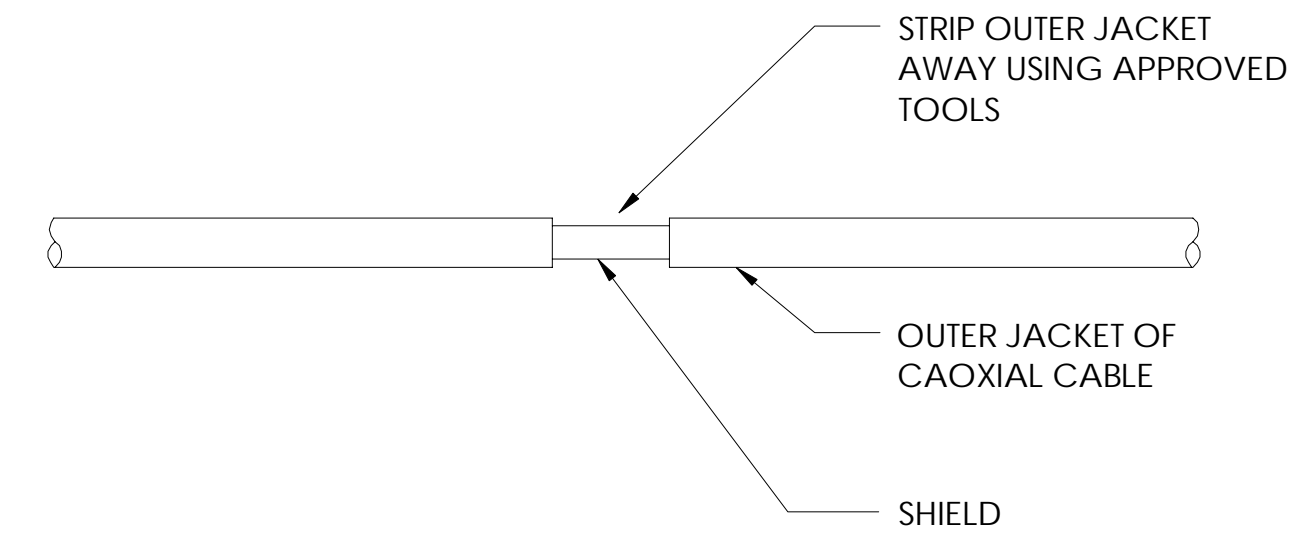 STRIP OUTER JACKET
AWAY USING APPROVED
TOOLS
OUTER JACKET OF
CAOXIAL CABLE
SHIELD